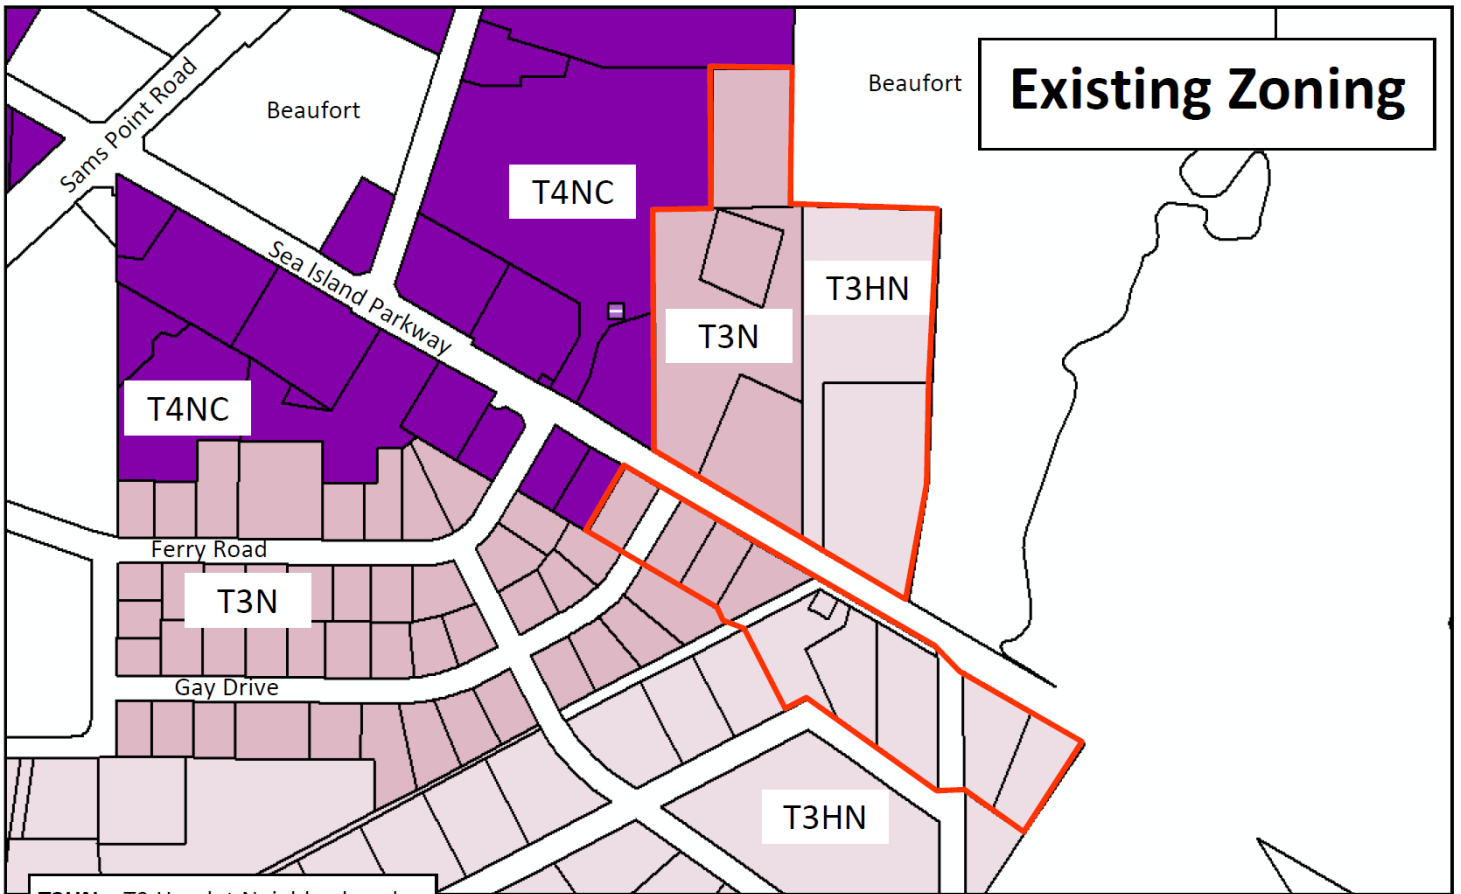 Existing Zoning
Beaufort
Beaufort
Sams Point Road
T4NC
Sea Island Parkway
T3HN
T3N
T4NC
Ferry Road
T3N
Gay Drive
T3HN